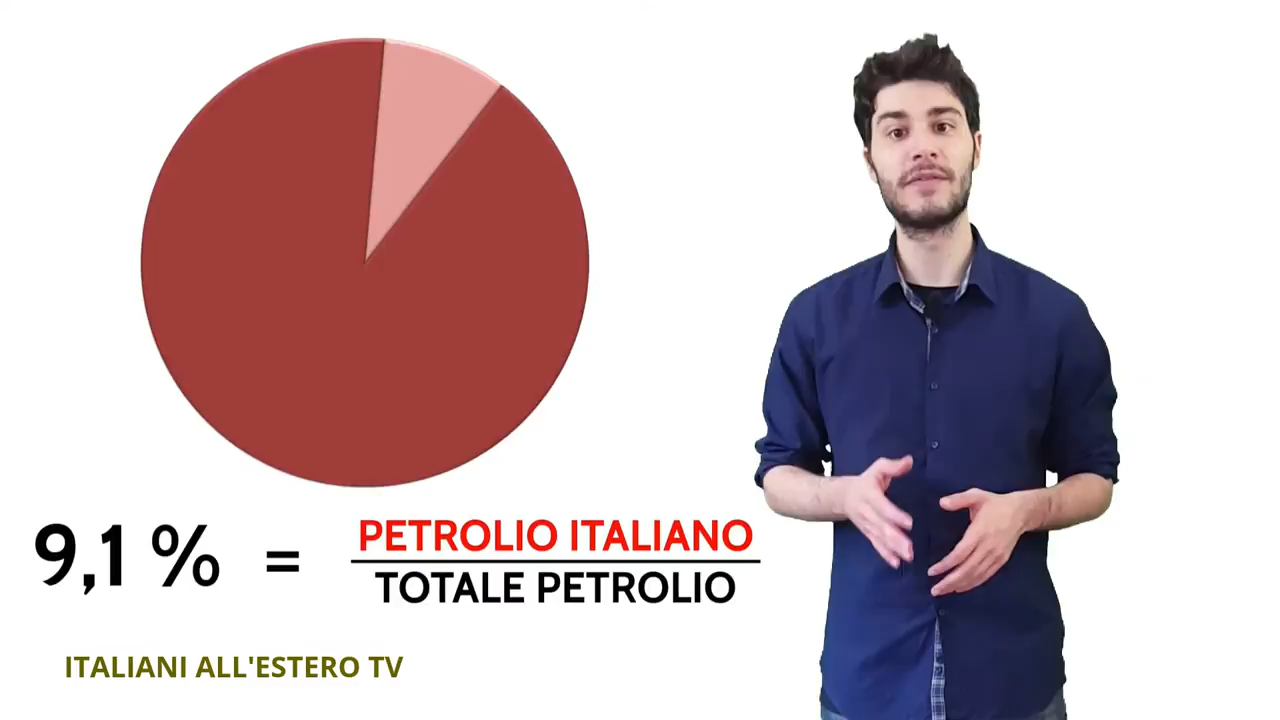 9,1 % = PETROLIO ITALIANO
TOTALE PETROLIO
ITALIANI ALL'ESTERO TV